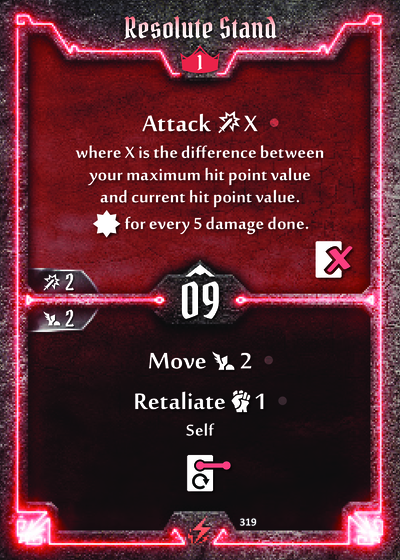 Resolute Stand
1
Attack X
where X is the difference between
your maximum hit point value
and current hit point value.
for every 5 damage done.
2
09
2
Move 2
Retaliate 1
Self
319